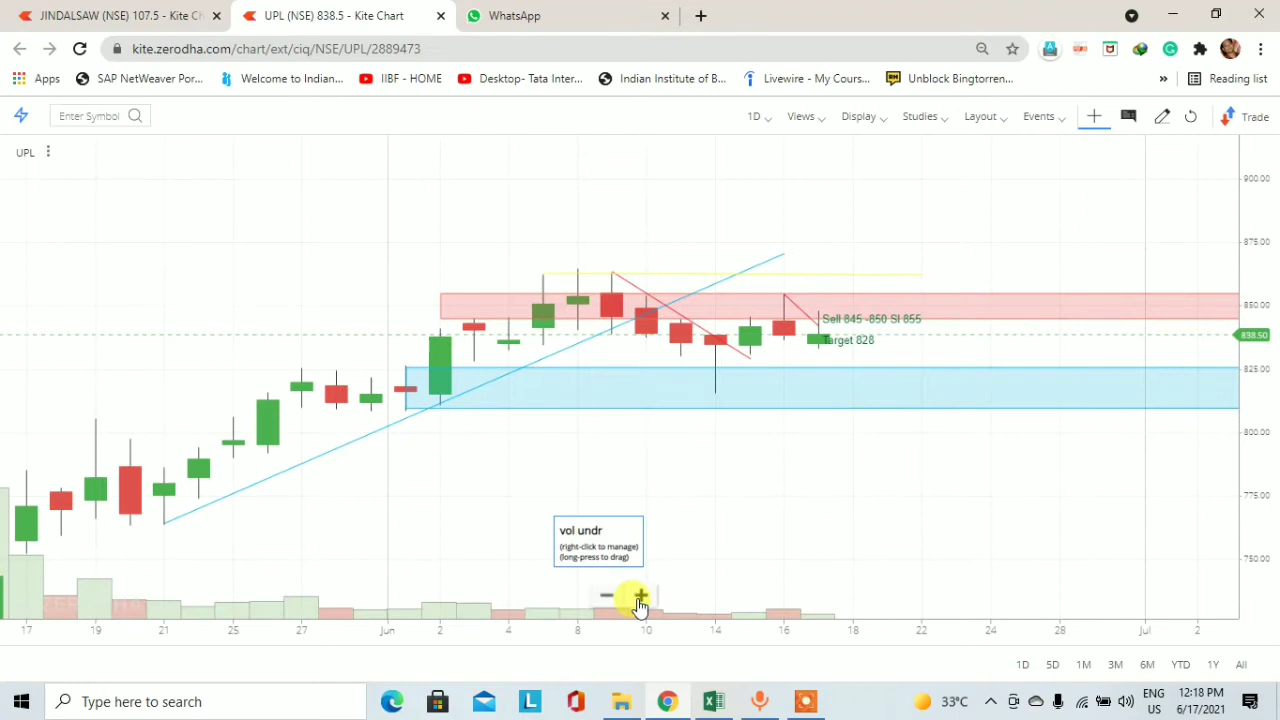 JINDALSAW (NSE) 107.5 - Kite Ch
UPL (NSE) 838.5 - Kite Chart
WhatsApp
kite.zerodha.com/chart/ext/ciq/NSE/UPL/2889473
Apps
SAP NetWeaver Por...
Welcome to Indian...
IIBF - HOME
Desktop- Tata Inter...
Indian Institute of B...
Livewire - My Cours...
Unblock Bingtorren...
»
Reading list
Enter Symbol
1D
Views
Display
Studies
Layout
Events
Trade
UPL
900.00
875.00
850.00
Sell 845 -850 Sl 855
838.50
Target 828
825.00
800.00
775.00
vol undr
(right-click to manage)
(long-press to drag)
750.00
17 19 21 25 27 Jun 2 4 8 10 14 16 18 22 24 28 Jul 2
1D 5D 1M 3M 6M YTD 1Y All
Type here to search
33°C
ENG
US
12:18 PM
6/17/2021